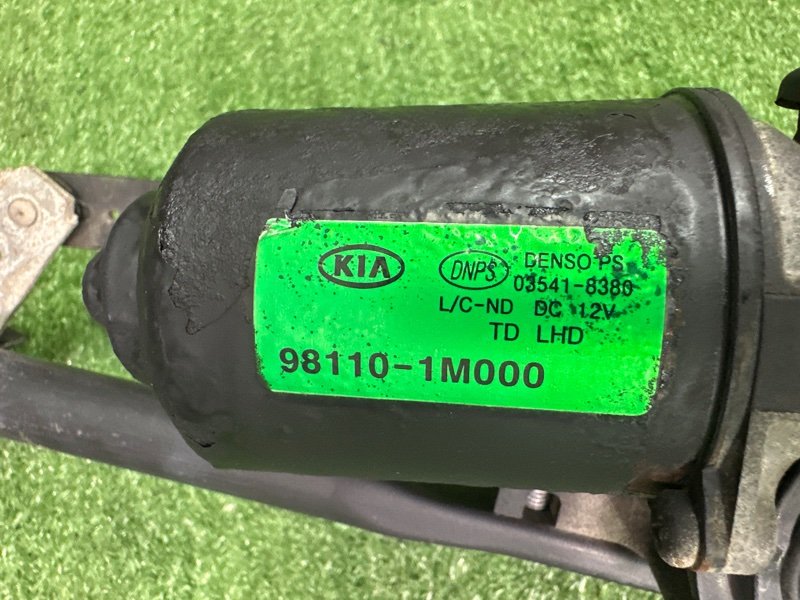 KIA DNPS DENSO PS
03541-8380
L/C-ND DC 12V
TD LHD
98110-1M000